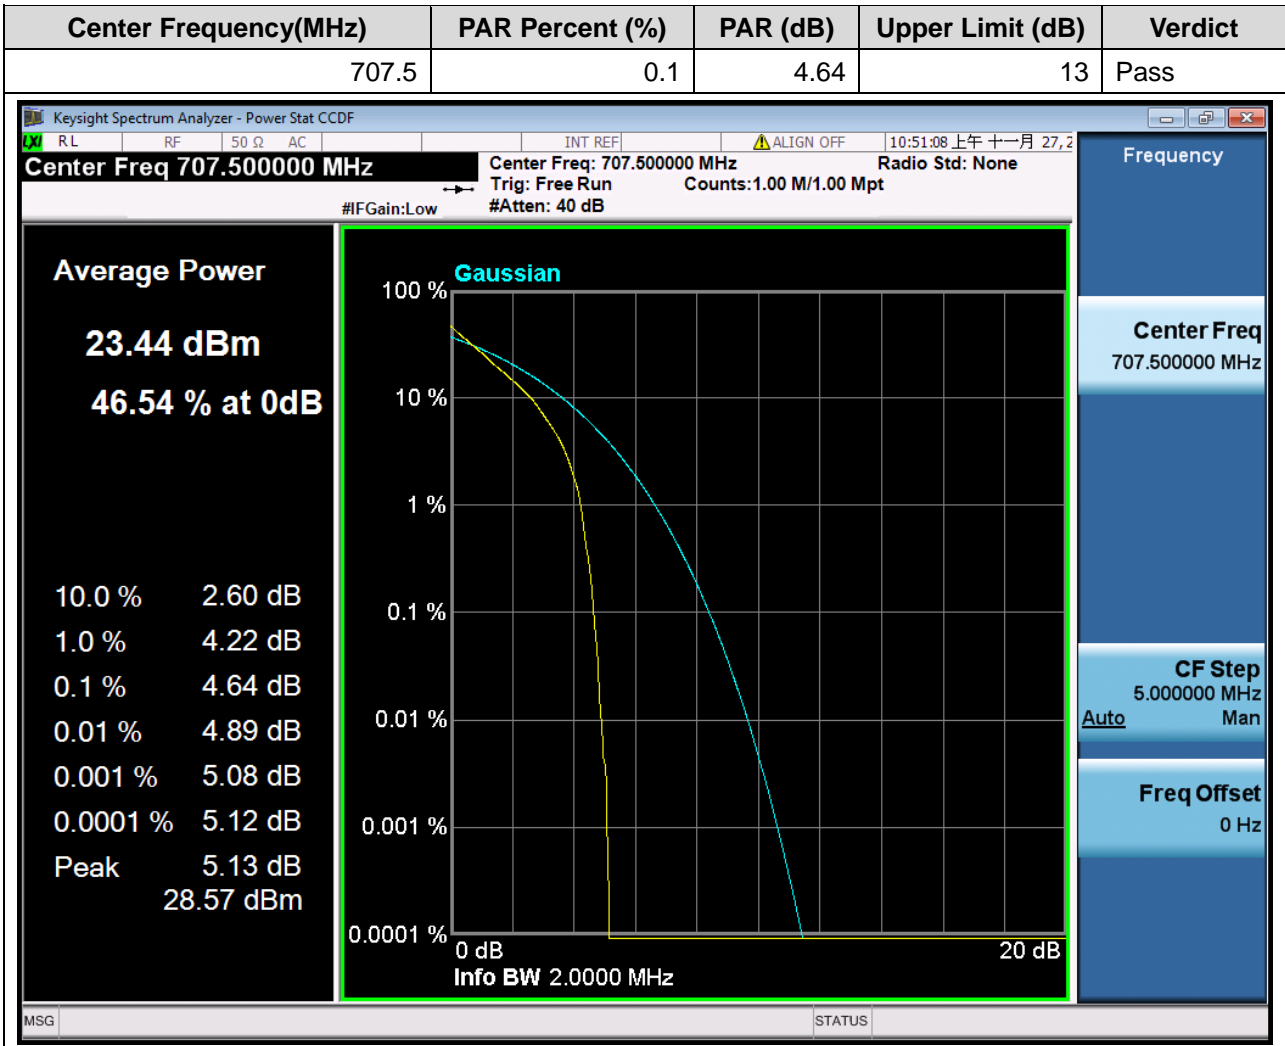 Center Frequency(MHz) PAR Percent (%) PAR (dB) Upper Limit (dB) Verdict
707.5 0.1 4.64 13 Pass
Keysight Spectrum Analyzer - Power Stat CCDF
LXI RL RF 50 Ω AC INT REF ALIGN OFF 10:51:08 上午 十一月 27, 2
Center Freq 707.500000 MHz
#IFGain:Low
Center Freq: 707.500000 MHz
Trig: Free Run Counts:1.00 M/1.00 Mpt
#Atten: 40 dB
Radio Std: None
Average Power
23.44 dBm
46.54 % at 0dB
10.0 % 2.60 dB
1.0 % 4.22 dB
0.1 % 4.64 dB
0.01 % 4.89 dB
0.001 % 5.08 dB
0.0001 % 5.12 dB
Peak 5.13 dB
28.57 dBm
Gaussian
100 %
10 %
1 %
0.1 %
0.01 %
0.001 %
0.0001 %
0 dB 20 dB
Info BW 2.0000 MHz
Frequency
Center Freq
707.500000 MHz
CF Step
5.000000 MHz
Auto Man
Freq Offset
0 Hz
MSG STATUS